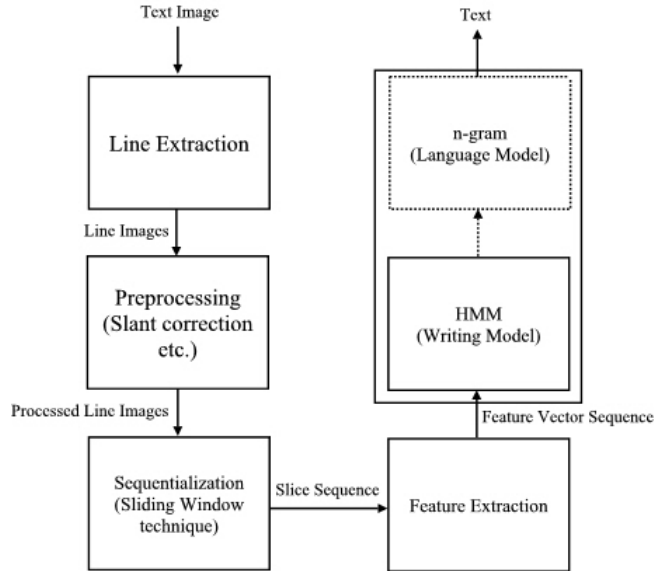 Text Image
Line Extraction
Line Images
Preprocessing
(Slant correction
etc.)
Processed Line Images
Sequentialization
(Sliding Window
technique)
Slice Sequence
Feature Extraction
Feature Vector Sequence
HMM
(Writing Model)
n-gram
(Language Model)
Text